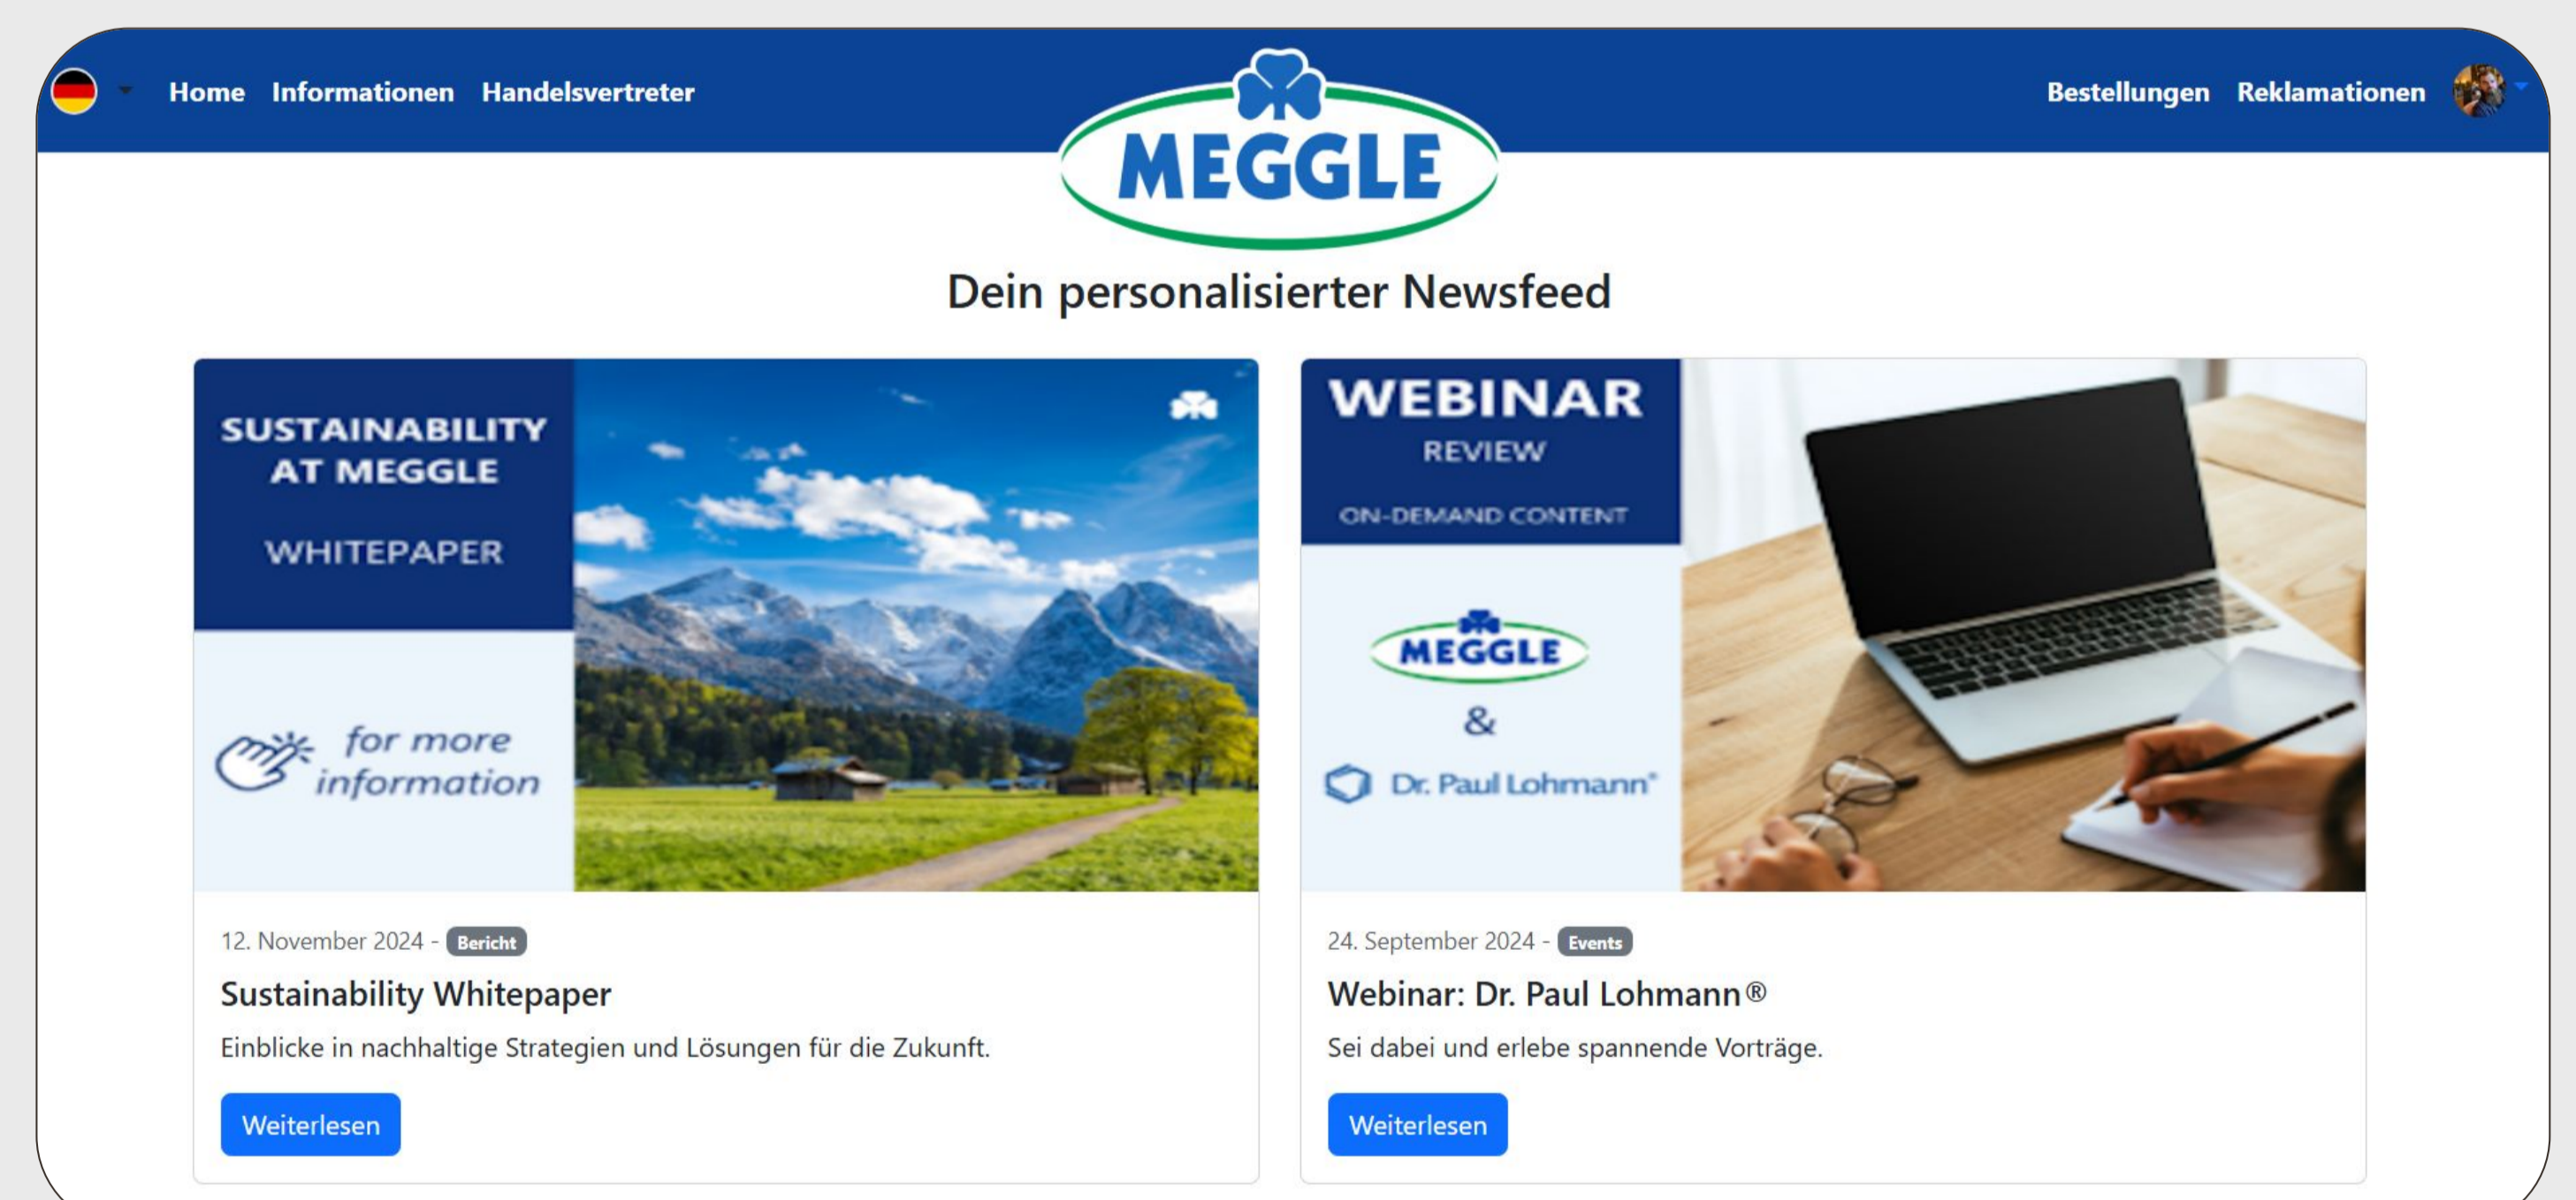 Home Informationen Handelsvertreter
MEGGLE
Bestellungen Reklamationen
Dein personalisierter Newsfeed
SUSTAINABILITY
AT MEGGLE
WHITEPAPER
for more
information
12. November 2024 - Bericht
Sustainability Whitepaper
Einblicke in nachhaltige Strategien und Lösungen für die Zukunft.
Weiterlesen
WEBINAR
REVIEW
ON-DEMAND CONTENT
MEGGLE
&
Dr. Paul Lohmann®
24. September 2024 - Events
Webinar: Dr. Paul Lohmann®
Sei dabei und erlebe spannende Vorträge.
Weiterlesen